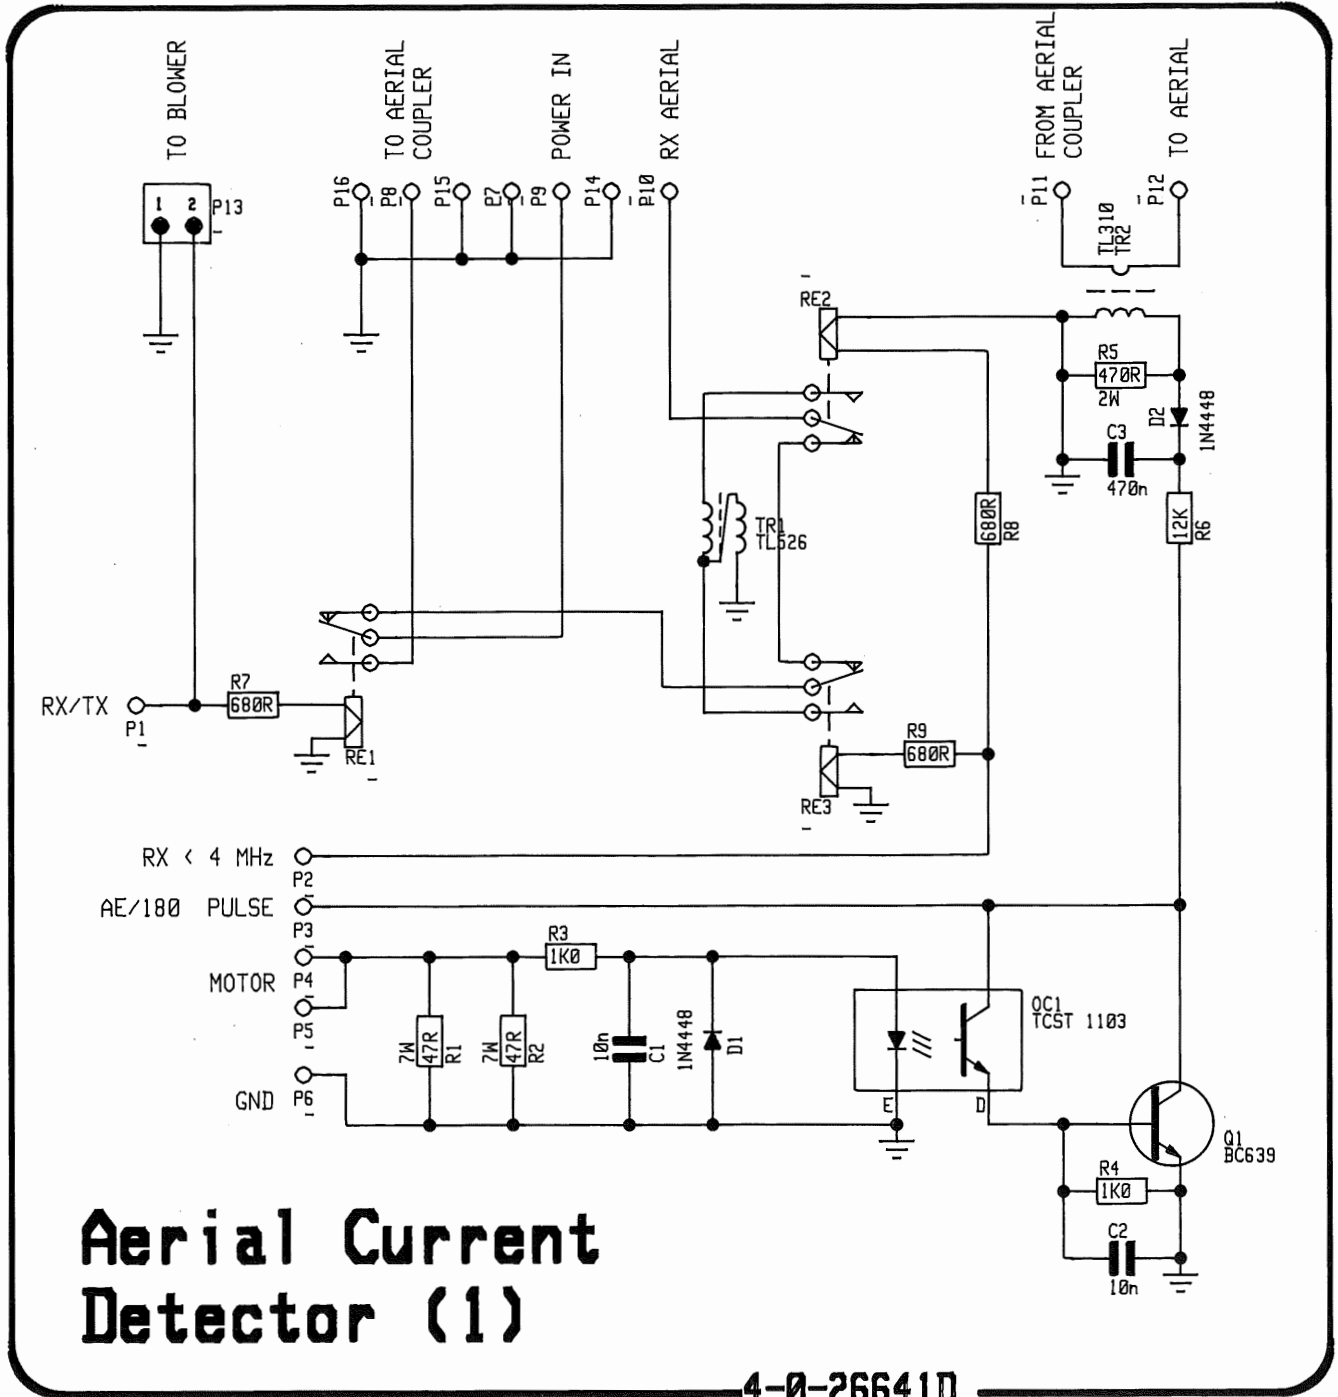 TO BLOWER
TO AERIAL
COUPLER
POWER IN
RX AERIAL
FROM AERIAL
COUPLER
TO AERIAL
P16
P8
P15
P7
P9
P14
P10
P11
P12
1 2
P13
TL310
TR2
RE2
R5
470R
2W
D2
1N4448
C3
470n
12K
R6
680R
R8
TR1
TL526
RX/TX
P1
R7
680R
RE1
R9
680R
RE3
RX < 4 MHz
P2
AE/180 PULSE
P3
MOTOR
P4
P5
GND
P6
R3
1K0
7W
47R
R1
7W
47R
R2
10n
C1
1N4448
D1
OC1
TCST 1103
E
D
Q1
BC639
R4
1K0
C2
10n
Aerial Current
Detector (1)
4-0-26641D